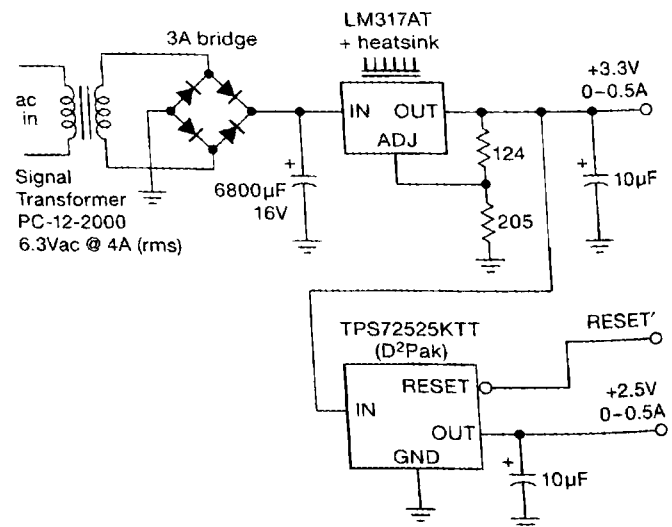 LM317AT
+ heatsink
3A bridge
+3.3V
0–0.5A
ac
in
IN
OUT
ADJ
+
124
+
10µF
6800µF
16V
205
Signal
Transformer
PC-12-2000
6.3Vac @ 4A (rms)
TPS72525KTT
(D²Pak)
RESET'
RESET
+2.5V
0–0.5A
IN
OUT
GND
+
10µF